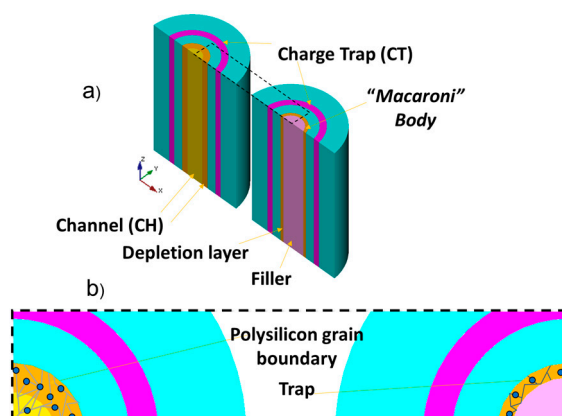 a)
Charge Trap (CT)
“Macaroni”
Body
Z
Y
X
Channel (CH)
Depletion layer
Filler
b)
Polysilicon grain
boundary
Trap